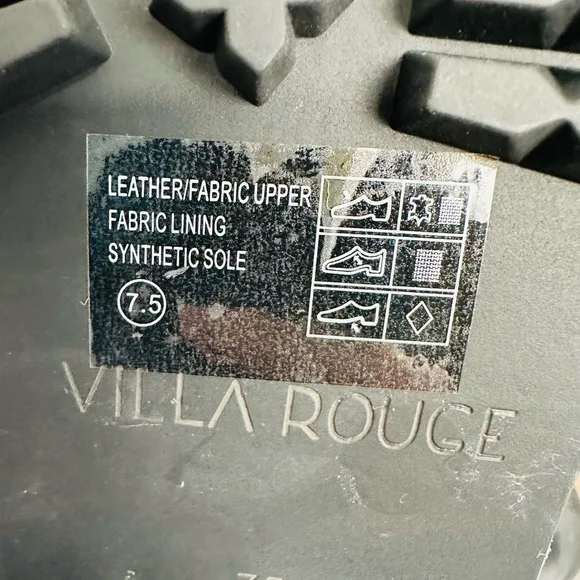 LEATHER/FABRIC UPPER
FABRIC LINING
SYNTHETIC SOLE
7.5
VILLA ROUGE